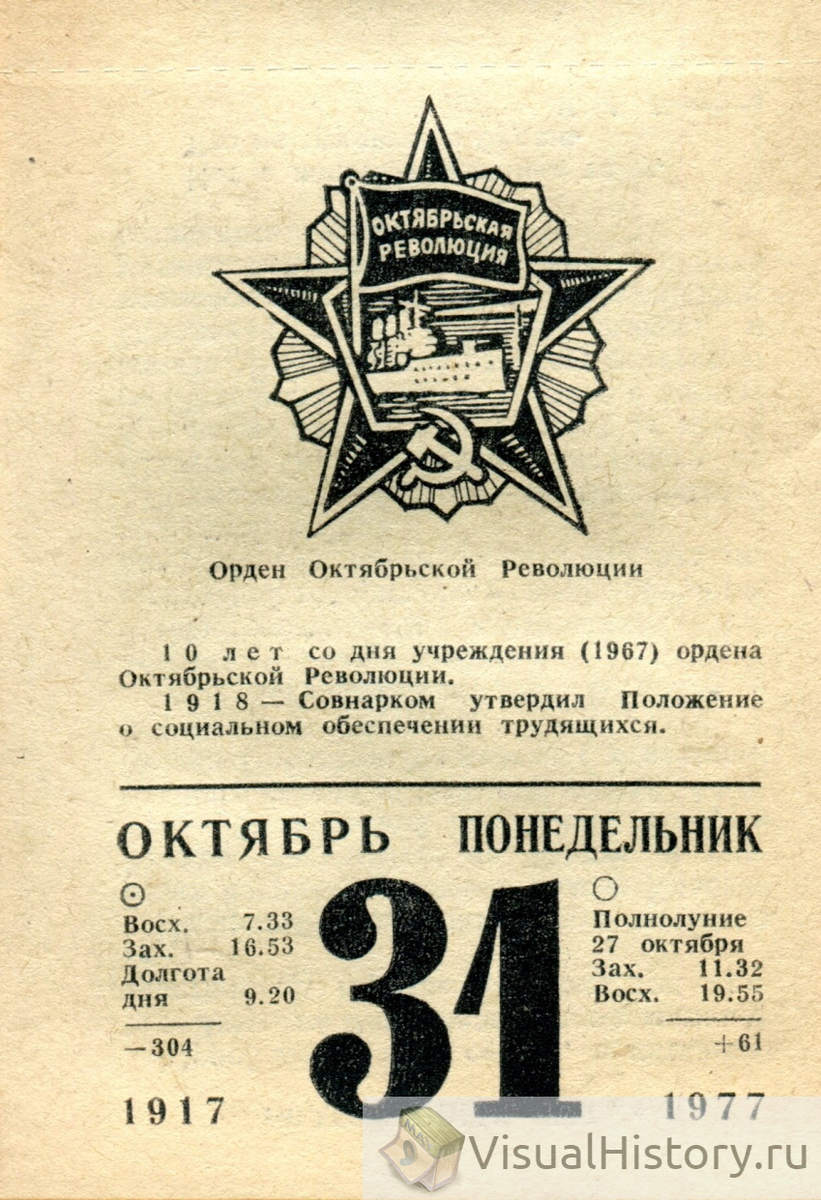 ОКТЯБРЬСКАЯ
РЕВОЛЮЦИЯ
Орден Октябрьской Революции
10 лет со дня учреждения (1967) ордена
Октябрьской Революции.
1918 — Совнарком утвердил Положение
о социальном обеспечении трудящихся.
ОКТЯБРЬ ПОНЕДЕЛЬНИК
31
Восх. 7.33
Зах. 16.53
Долгота
дня 9.20
—304
Полнолуние
27 октября
Зах. 11.32
Восх. 19.55
+61
1917 1977
МАЙ
9
VisualHistory.ru